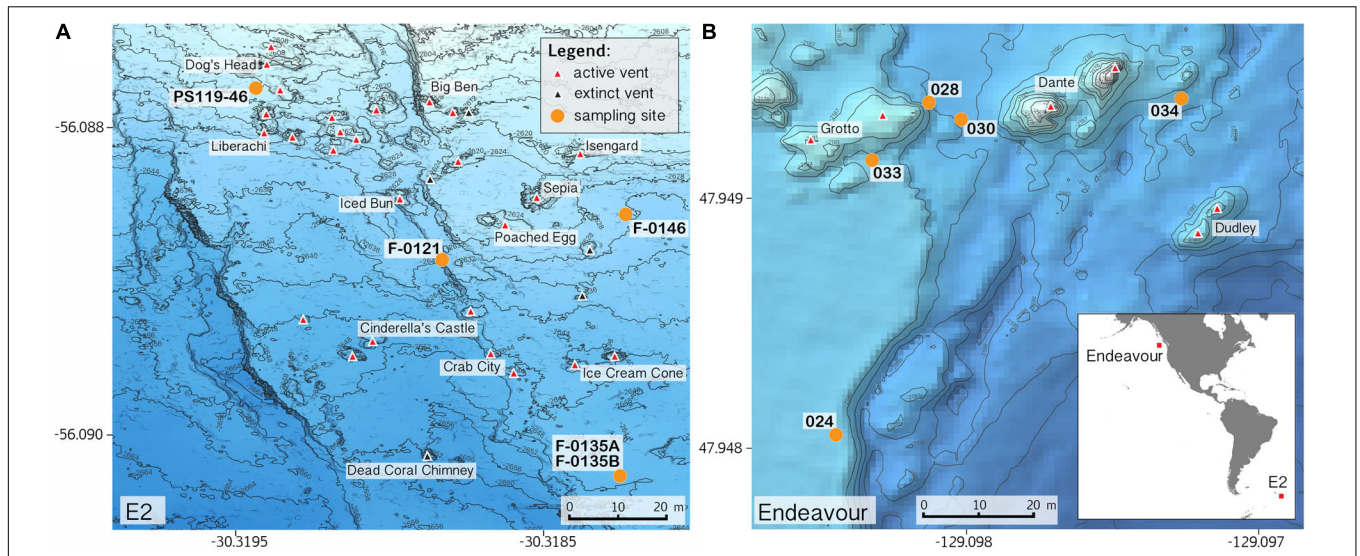 A
Dog's Head
PS119-46
Liberachi
Big Ben
Legend:
active vent
extinct vent
sampling site
Isengard
Sepia
Iced Bun
F-0146
Poached Egg
F-0121
Cinderella's Castle
Crab City
Ice Cream Cone
Dead Coral Chimney
F-0135A
F-0135B
E2
0 10 20 m
-56.088
-56.090
-30.3195
-30.3185
B
028
Dante
034
030
Grotto
033
Dudley
024
Endeavour
0 10 20 m
47.949
47.948
-129.098
-129.097
Endeavour
E2